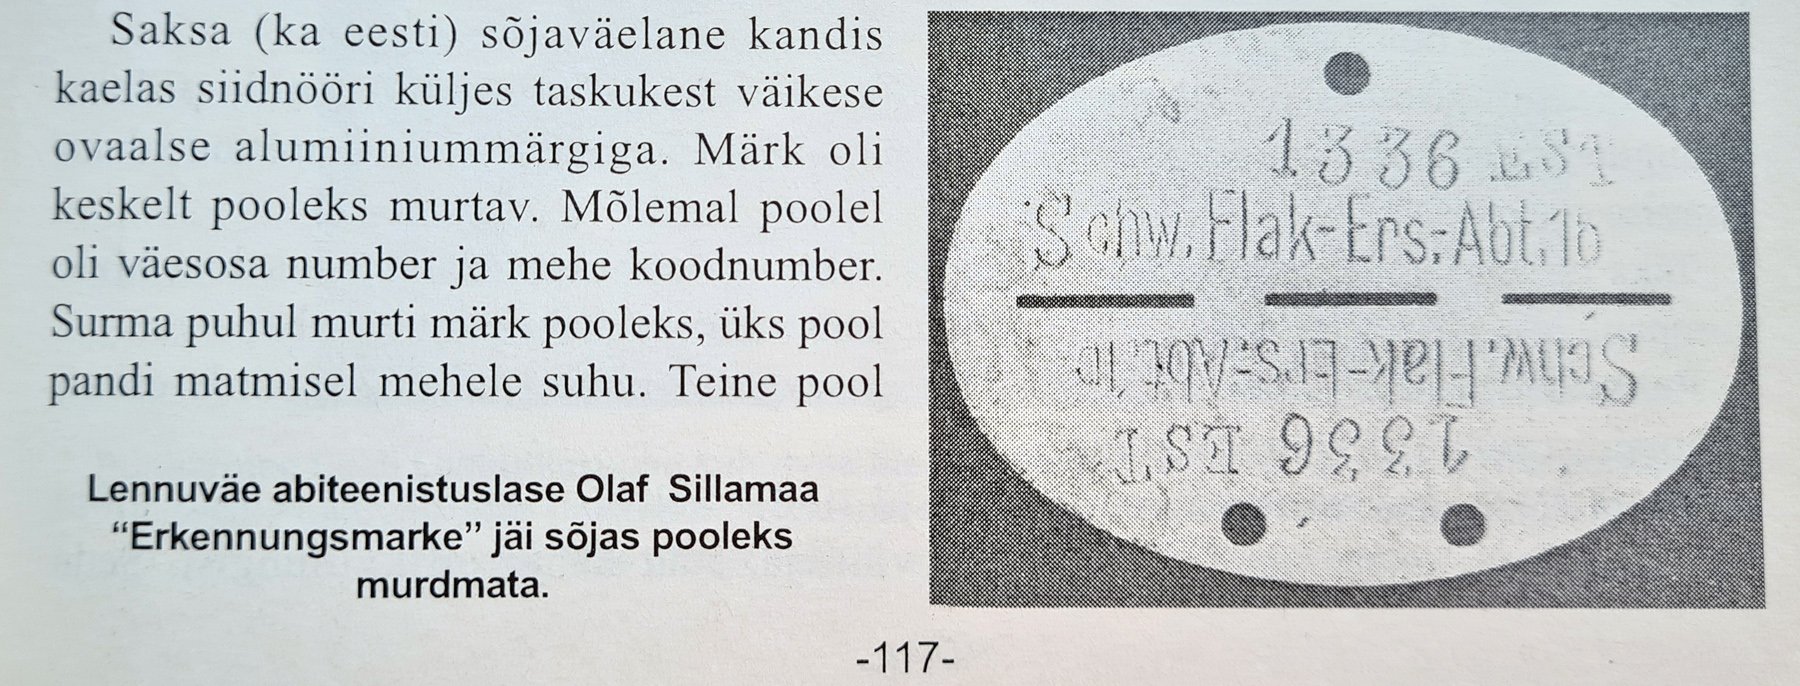 Saksa (ka eesti) sõjaväelane kandis
kaelas siidnööri küljes taskukest väikese
ovaalse alumiiniummärgiga. Märk oli
keskelt pooleks murtav. Mõlemal poolel
oli väesosa number ja mehe koodnumber.
Surma puhul murti märk pooleks, üks pool
pandi matmisel mehele suhu. Teine pool
Lennuväe abiteenistuslase Olaf Sillamaa
“Erkennungsmarke” jäi sõjas pooleks
murdmata.
1336 EST
Schw. Flak-Ers.-Abt. 1b
Schw. Flak-Ers.-Abt. 1b
1336 EST
-117-